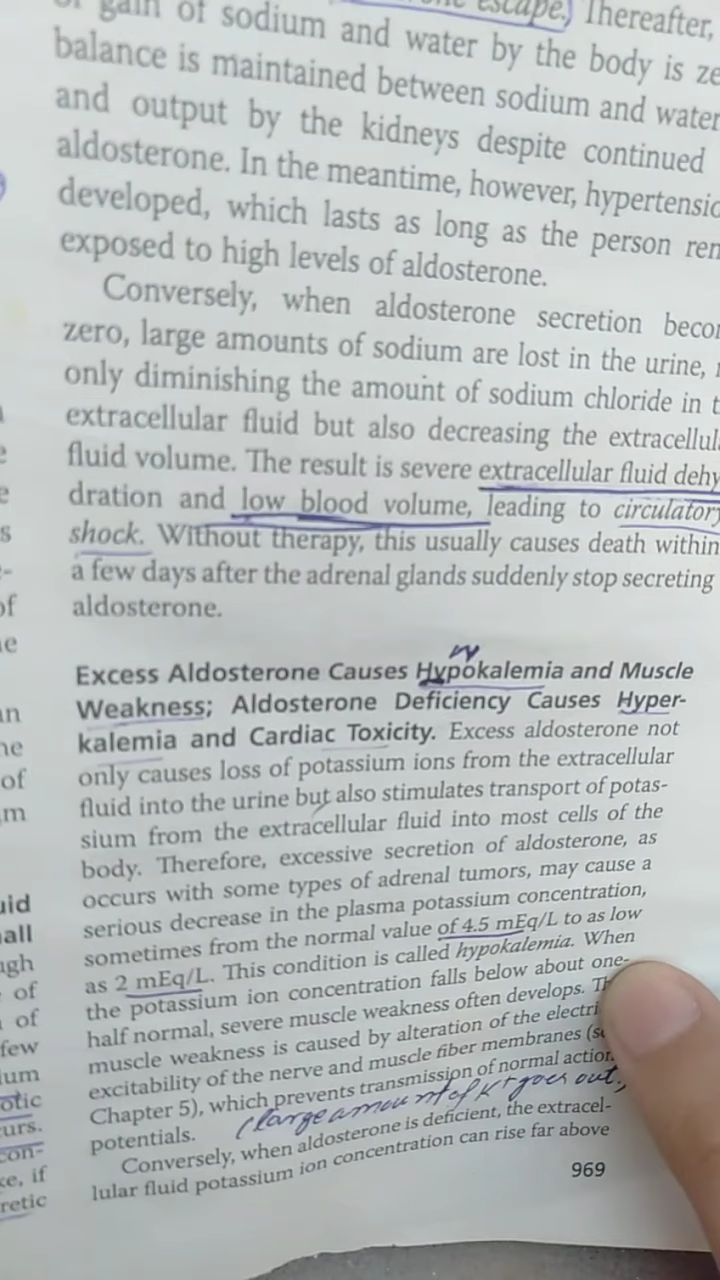 of gain of sodium and water by the body is ze
escape.) Thereafter,
balance is maintained between sodium and water
and output by the kidneys despite continued
aldosterone. In the meantime, however, hypertensio
developed, which lasts as long as the person rem
exposed to high levels of aldosterone.
Conversely, when aldosterone secretion becom
zero, large amounts of sodium are lost in the urine,
only diminishing the amount of sodium chloride in t
extracellular fluid but also decreasing the extracellula
fluid volume. The result is severe extracellular fluid dehy
dration and low blood volume, leading to circulatory
shock. Without therapy, this usually causes death within
a few days after the adrenal glands suddenly stop secreting
aldosterone.
Excess Aldosterone Causes Hypokalemia and Muscle
Weakness; Aldosterone Deficiency Causes Hyper-
kalemia and Cardiac Toxicity. Excess aldosterone not
only causes loss of potassium ions from the extracellular
fluid into the urine but also stimulates transport of potas-
sium from the extracellular fluid into most cells of the
body. Therefore, excessive secretion of aldosterone, as
occurs with some types of adrenal tumors, may cause a
serious decrease in the plasma potassium concentration,
sometimes from the normal value of 4.5 mEq/L to as low
as 2 mEq/L. This condition is called hypokalemia. When
the potassium ion concentration falls below about one-
half normal, severe muscle weakness often develops. Th
muscle weakness is caused by alteration of the electri
excitability of the nerve and muscle fiber membranes (s
Chapter 5), which prevents transmission of normal action
potentials. (large amount of K+ goes out,
Conversely, when aldosterone is deficient, the extracel-
lular fluid potassium ion concentration can rise far above
969